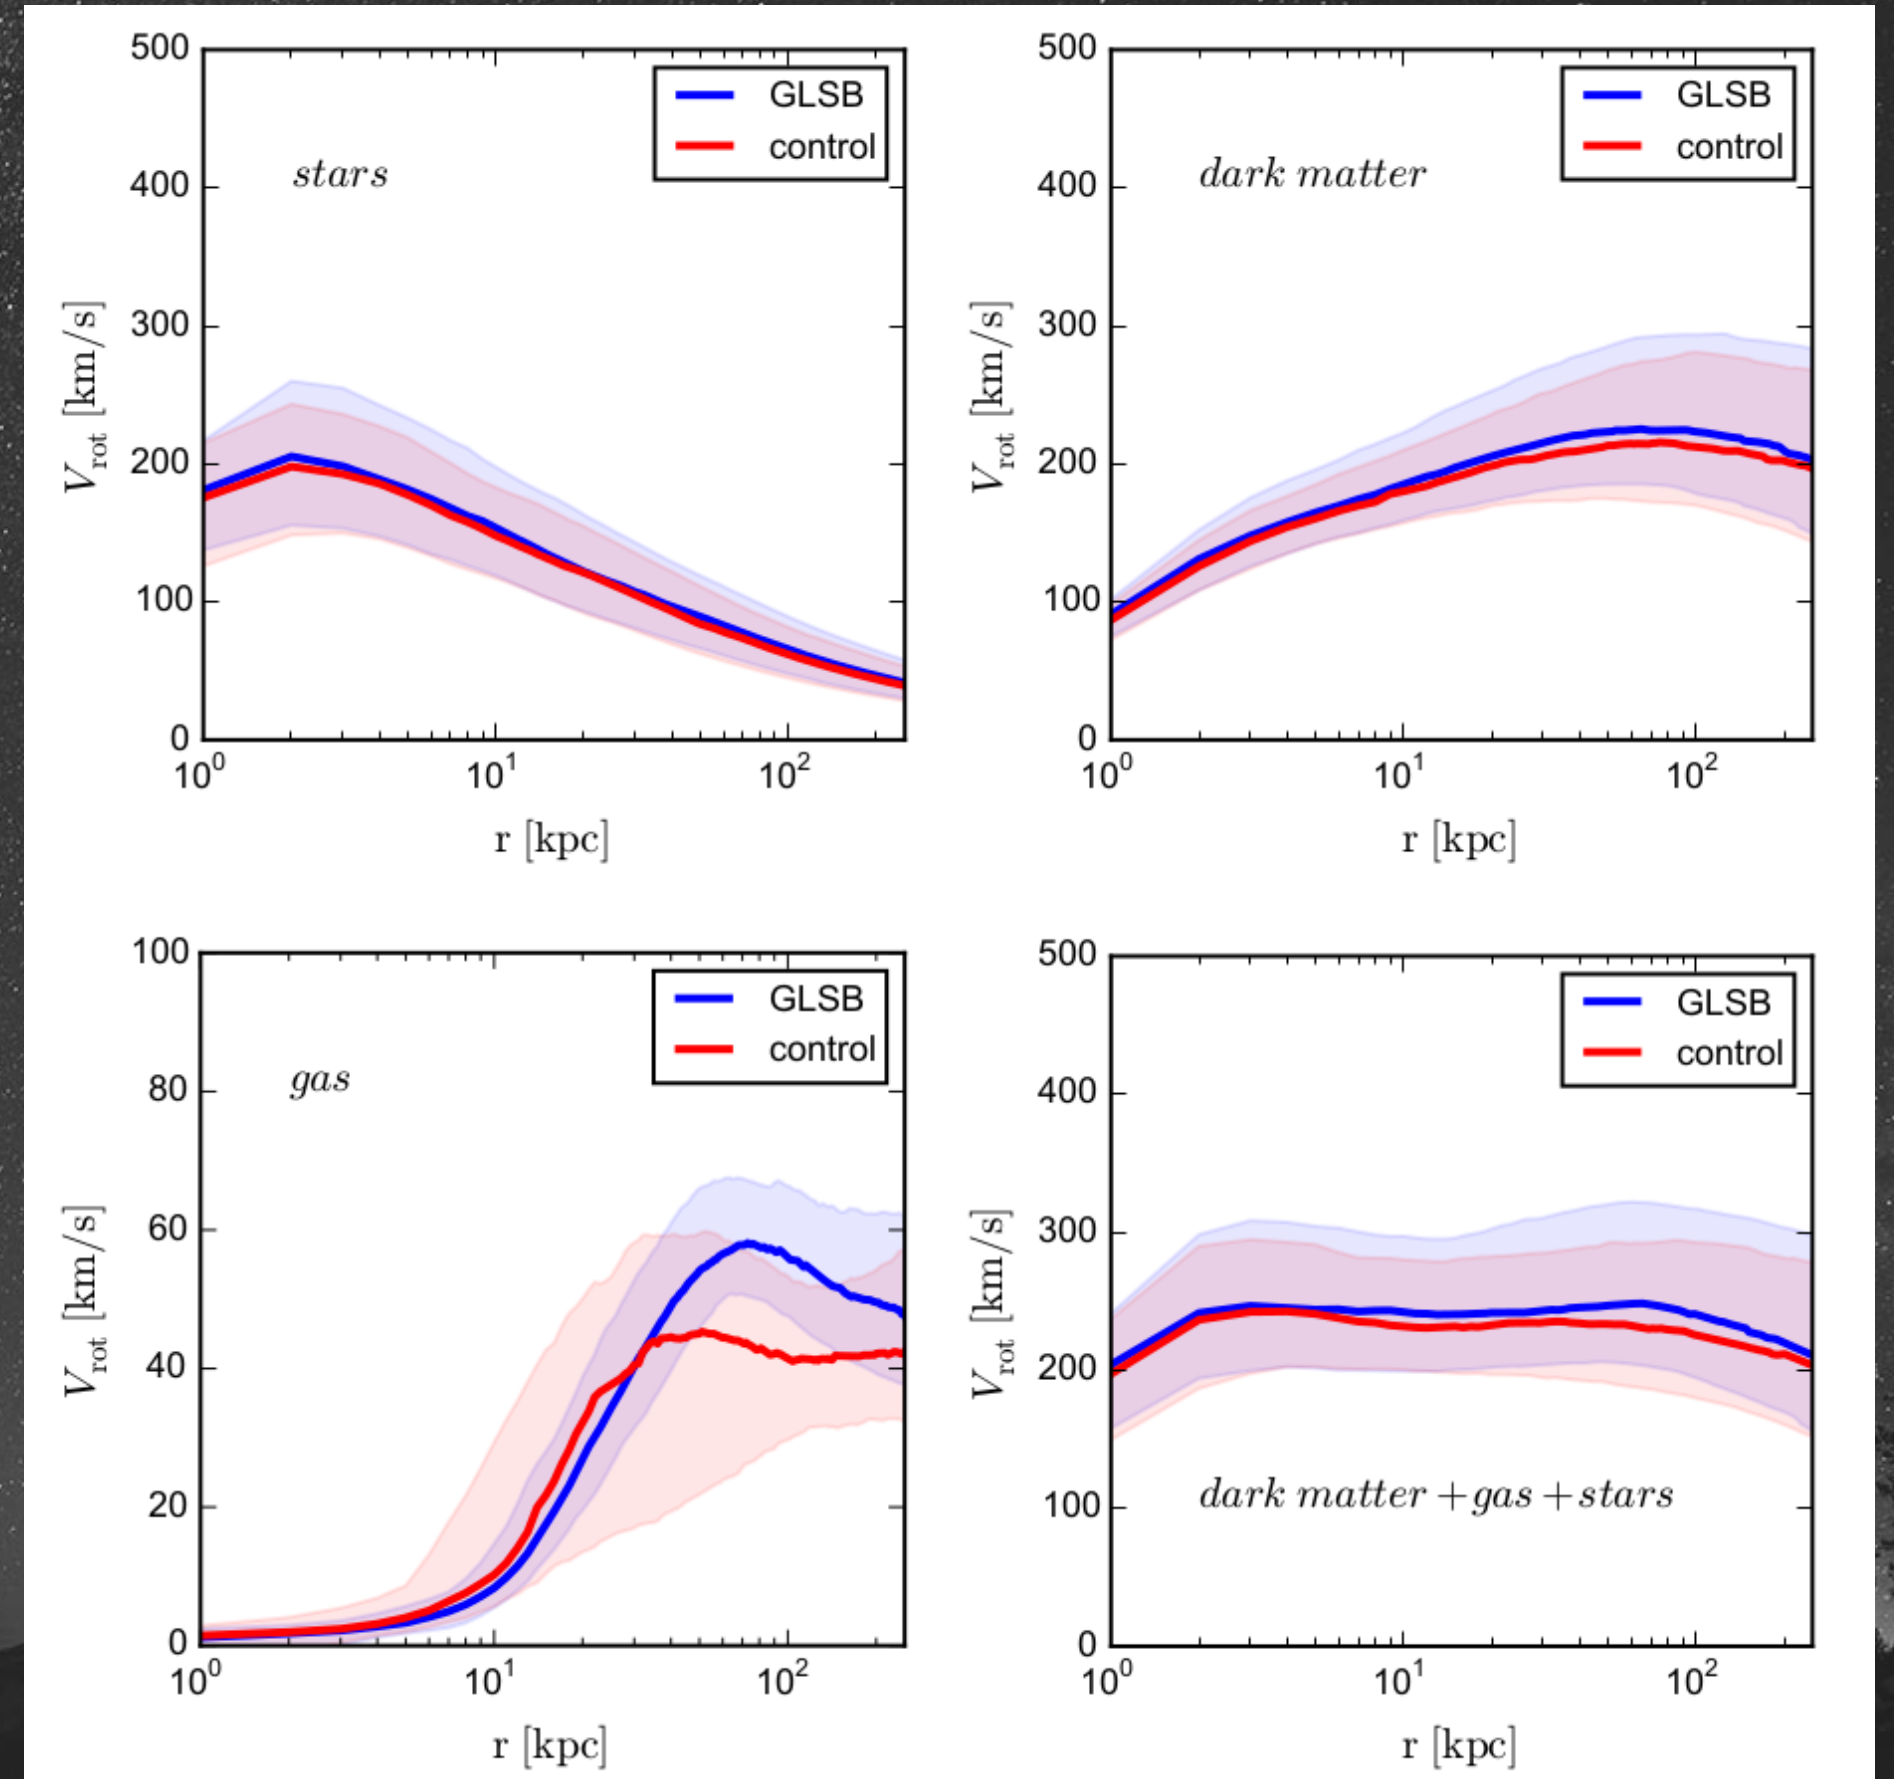 500
400
300
200
100
0
V_rot [km/s]
GLSB
control
stars
10^0 10^1 10^2
r [kpc]
500
400
300
200
100
0
V_rot [km/s]
GLSB
control
dark matter
10^0 10^1 10^2
r [kpc]
100
80
60
40
20
0
V_rot [km/s]
GLSB
control
gas
10^0 10^1 10^2
r [kpc]
500
400
300
200
100
0
V_rot [km/s]
GLSB
control
dark matter +gas +stars
10^0 10^1 10^2
r [kpc]